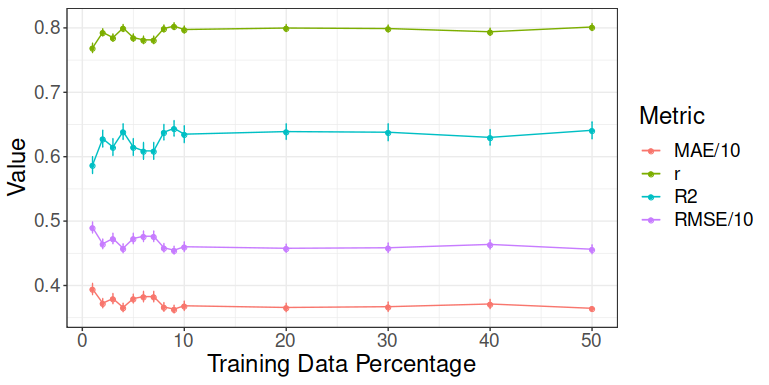 0.8
0.7
0.6
0.5
0.4
Value
0 10 20 30 40 50
Training Data Percentage
Metric
MAE/10
r
R2
RMSE/10